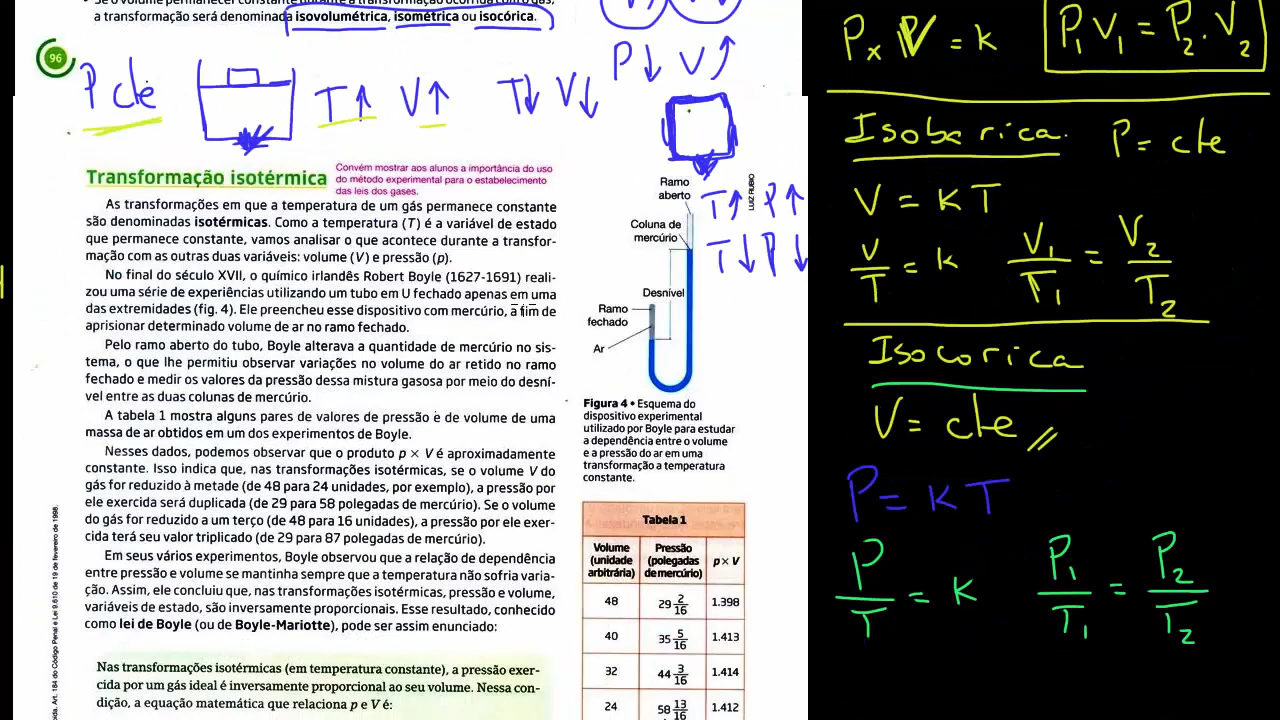 a transformação será denominada isovolumétrica, isométrica ou isocórica.
96
P cte
T↑ V↑ T↓ V↓
P↓ V↑
T↑ P↑
T↓ P↓
Transformação isotérmica
Convém mostrar aos alunos a importância do uso
do método experimental para o estabelecimento
das leis dos gases.
As transformações em que a temperatura de um gás permanece constante
são denominadas isotérmicas. Como a temperatura (T) é a variável de estado
que permanece constante, vamos analisar o que acontece durante a transfor-
mação com as outras duas variáveis: volume (V) e pressão (p).
No final do século XVII, o químico irlandês Robert Boyle (1627-1691) reali-
zou uma série de experiências utilizando um tubo em U fechado apenas em uma
das extremidades (fig. 4). Ele preencheu esse dispositivo com mercúrio, a fim de
aprisionar determinado volume de ar no ramo fechado.
Pelo ramo aberto do tubo, Boyle alterava a quantidade de mercúrio no sis-
tema, o que lhe permitiu observar variações no volume do ar retido no ramo
fechado e medir os valores da pressão dessa mistura gasosa por meio do desní-
vel entre as duas colunas de mercúrio.
A tabela 1 mostra alguns pares de valores de pressão e de volume de uma
massa de ar obtidos em um dos experimentos de Boyle.
Nesses dados, podemos observar que o produto p × V é aproximadamente
constante. Isso indica que, nas transformações isotérmicas, se o volume V do
gás for reduzido à metade (de 48 para 24 unidades, por exemplo), a pressão por
ele exercida será duplicada (de 29 para 58 polegadas de mercúrio). Se o volume
do gás for reduzido a um terço (de 48 para 16 unidades), a pressão por ele exer-
cida terá seu valor triplicado (de 29 para 87 polegadas de mercúrio).
Em seus vários experimentos, Boyle observou que a relação de dependência
entre pressão e volume se mantinha sempre que a temperatura não sofria varia-
ção. Assim, ele concluiu que, nas transformações isotérmicas, pressão e volume,
variáveis de estado, são inversamente proporcionais. Esse resultado, conhecido
como lei de Boyle (ou de Boyle-Mariotte), pode ser assim enunciado:
Nas transformações isotérmicas (em temperatura constante), a pressão exer-
cida por um gás ideal é inversamente proporcional ao seu volume. Nessa con-
dição, a equação matemática que relaciona p e V é:
Art. 184 do Código Penal e Lei 9.610 de 19 de fevereiro de 1998.
Ramo
aberto
LUIZ RUBIO
Coluna de
mercúrio
Desnível
Ramo
fechado
Ar
Figura 4 • Esquema do
dispositivo experimental
utilizado por Boyle para estudar
a dependência entre o volume
e a pressão do ar em uma
transformação a temperatura
constante.
Tabela 1
Volume (unidade arbitrária) Pressão (polegadas de mercúrio) p × V
48 29 2/16 1.398
40 35 5/16 1.413
32 44 3/16 1.414
24 58 13/16 1.412
P x V = k
P1 V1 = P2 . V2
Isobarica. P = cte
V = K T
V/T = k V1/T1 = V2/T2
Isocorica
V = cte
P = K T
P/T = k P1/T1 = P2/T2